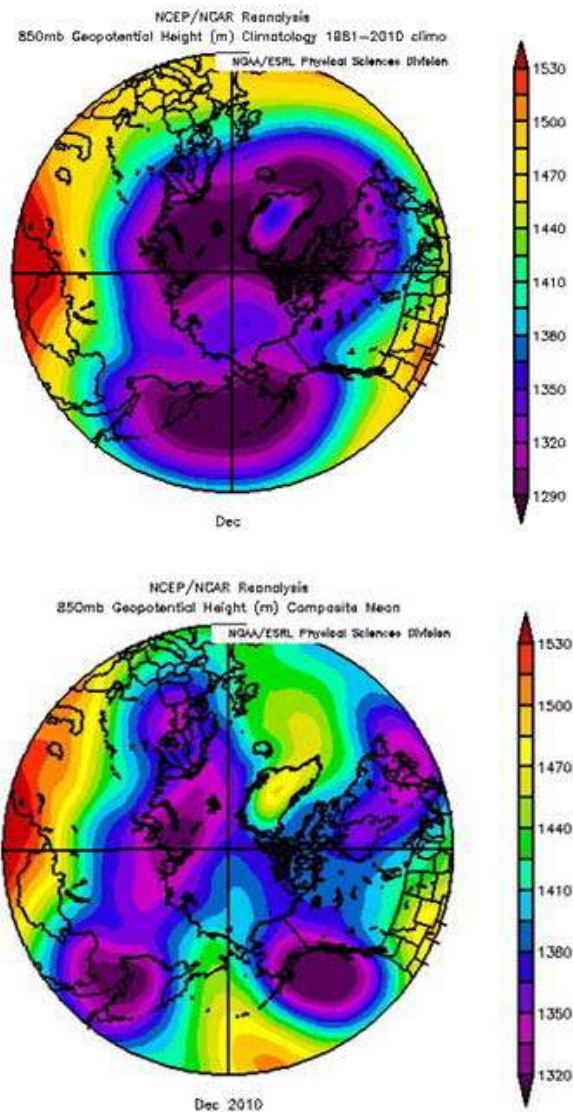 NCEP/NCAR Reanalysis
850mb Geopotential Height (m) Climatology 1981–2010 climo
NOAA/ESRL Physical Sciences Division
1530
1500
1470
1440
1410
1380
1350
1320
1290
Dec
NCEP/NCAR Reanalysis
850mb Geopotential Height (m) Composite Mean
NOAA/ESRL Physical Sciences Division
1530
1500
1470
1440
1410
1380
1350
1320
Dec 2010